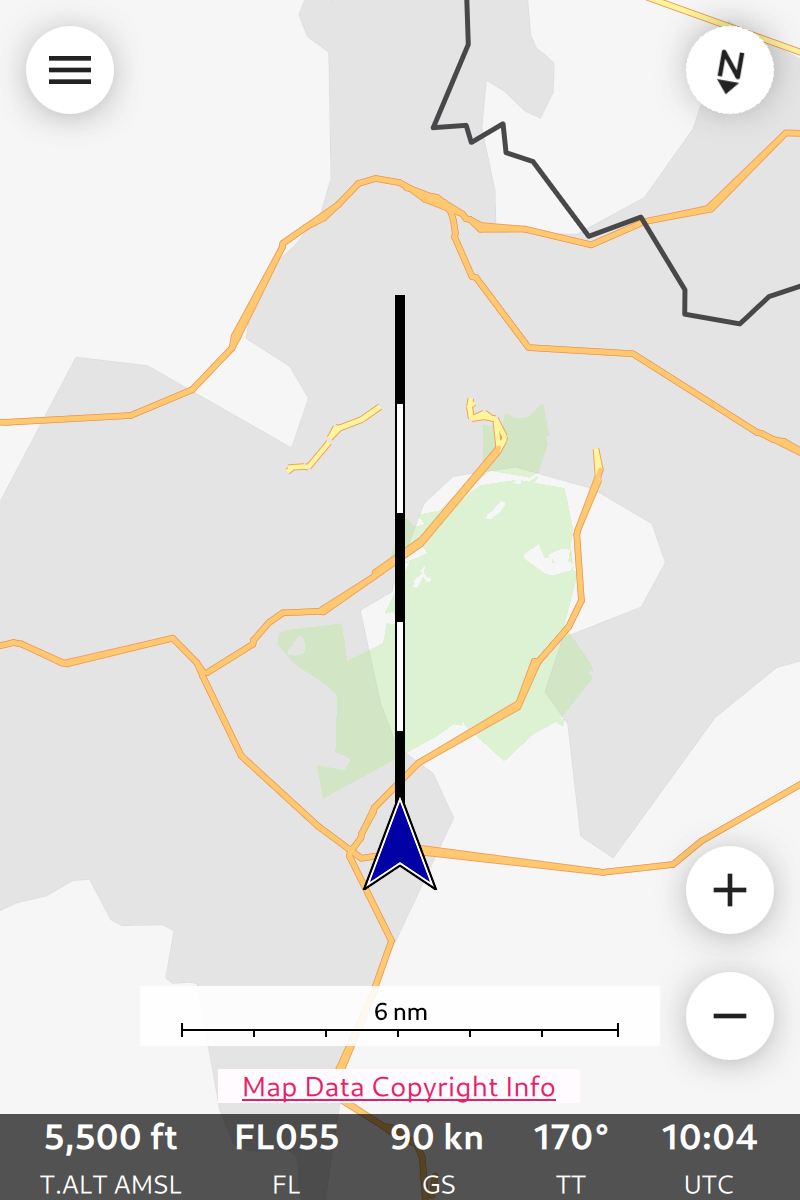 N
6 nm
Map Data Copyright Info
5,500 ft FL055 90 kn 170° 10:04
T.ALT AMSL FL GS TT UTC